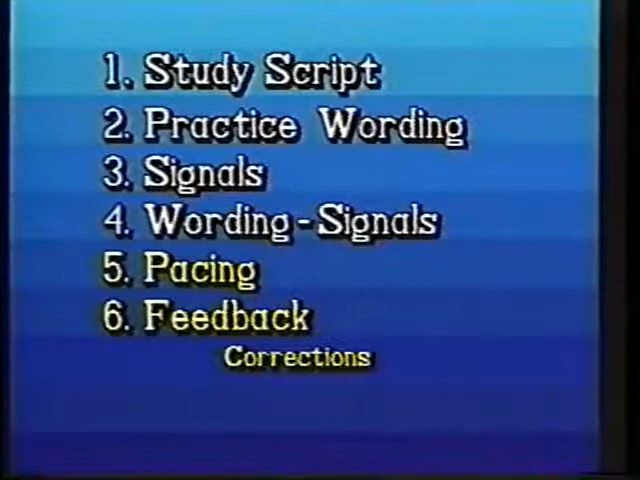 1. Study Script
2. Practice Wording
3. Signals
4. Wording-Signals
5. Pacing
6. Feedback
Corrections